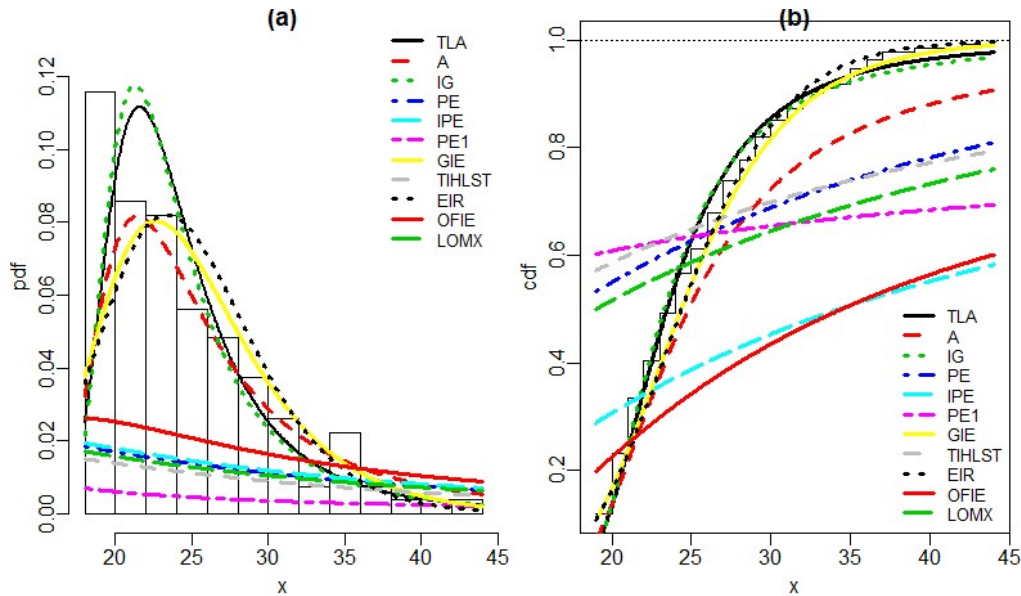 (a)
TLA
A
IG
PE
IPE
PE1
GIE
TIHLST
EIR
OFIE
LOMX
pdf
0.12
0.10
0.08
0.06
0.04
0.02
0.00
20 25 30 35 40 45
x
(b)
cdf
1.0
0.8
0.6
0.4
0.2
TLA
A
IG
PE
IPE
PE1
GIE
TIHLST
EIR
OFIE
LOMX
20 25 30 35 40 45
x